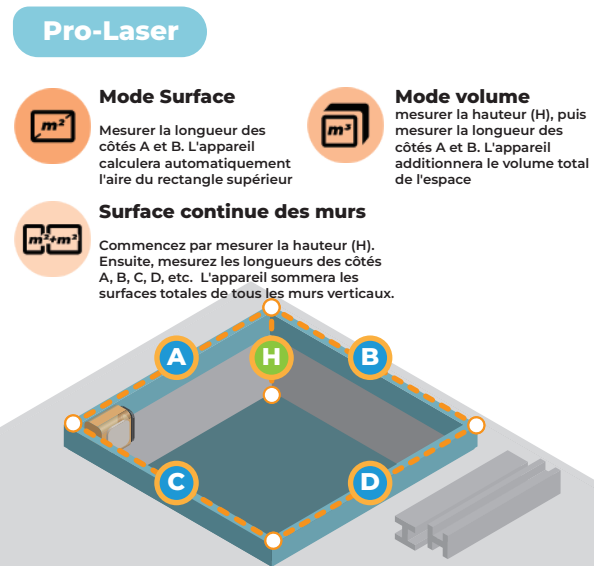 Pro-Laser
m²
Mode Surface
Mesurer la longueur des
côtés A et B. L'appareil
calculera automatiquement
l'aire du rectangle supérieur
m³
Mode volume
mesurer la hauteur (H), puis
mesurer la longueur des
côtés A et B. L'appareil
additionnera le volume total
de l'espace
m²+m²
Surface continue des murs
Commencez par mesurer la hauteur (H).
Ensuite, mesurez les longueurs des côtés
A, B, C, D, etc. L'appareil sommera les
surfaces totales de tous les murs verticaux.
A
H
B
C
D